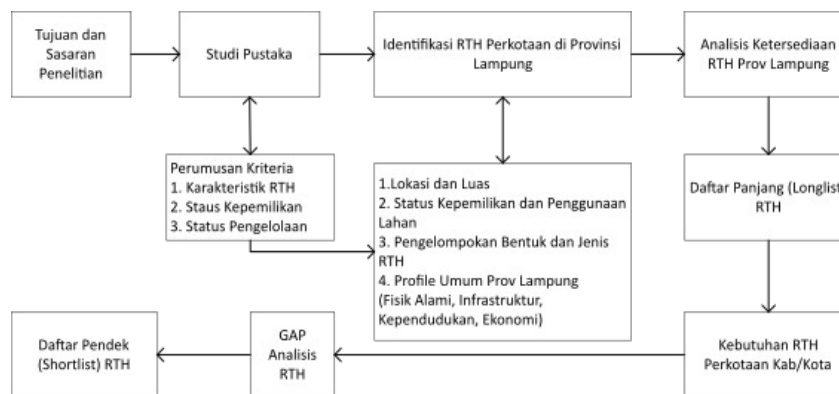 Tujuan dan
Sasaran
Penelitian
Studi Pustaka
Identifikasi RTH Perkotaan di Provinsi
Lampung
Analisis Ketersediaan
RTH Prov Lampung
Perumusan Kriteria
1. Karakteristik RTH
2. Staus Kepemilikan
3. Status Pengelolaan
1.Lokasi dan Luas
2. Status Kepemilikan dan Penggunaan
Lahan
3. Pengelompokan Bentuk dan Jenis
RTH
4. Profile Umum Prov Lampung
(Fisik Alami, Infrastruktur,
Kependudukan, Ekonomi)
Daftar Panjang (Longlist
RTH
Daftar Pendek
(Shortlist) RTH
GAP
Analisis
RTH
Kebutuhan RTH
Perkotaan Kab/Kota